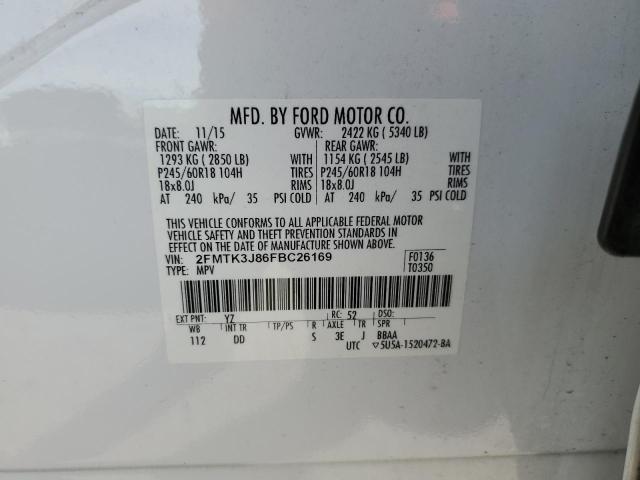 MFD. BY FORD MOTOR CO.
DATE: 11/15 GVWR: 2422 KG ( 5340 LB)
FRONT GAWR: REAR GAWR:
1293 KG ( 2850 LB) WITH 1154 KG ( 2545 LB) WITH
P245/60R18 104H TIRES P245/60R18 104H TIRES
18x8.0J RIMS 18x8.0J RIMS
AT 240 kPa/ 35 PSI COLD AT 240 kPa/ 35 PSI COLD
THIS VEHICLE CONFORMS TO ALL APPLICABLE FEDERAL MOTOR
VEHICLE SAFETY AND THEFT PREVENTION STANDARDS IN
EFFECT ON THE DATE OF MANUFACTURE SHOWN ABOVE.
VIN: 2FMTK3J86FBC26169 F0136
TYPE: MPV T0350
EXT PNT: YZ RC: 52 DSO:
WB INT TR TP/PS R AXLE TR SPR
112 DD S 3E J BBAA
UTC ▽5U5A-1520472-BA